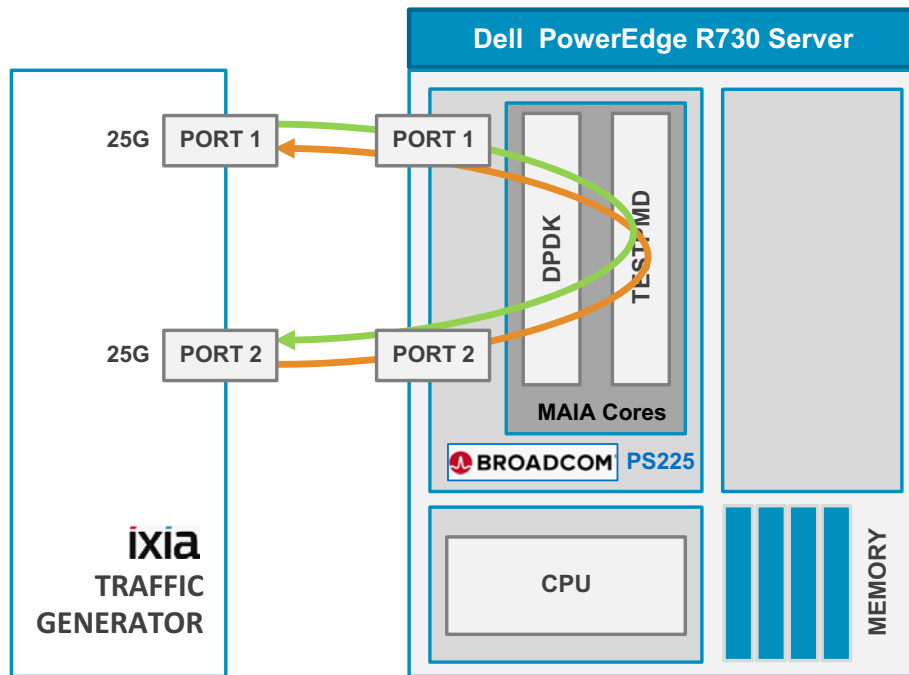 Dell PowerEdge R730 Server
25G
PORT 1
PORT 1
DPDK
TESTPMD
25G
PORT 2
PORT 2
MAIA Cores
BROADCOM PS225
ixia
TRAFFIC
GENERATOR
CPU
MEMORY